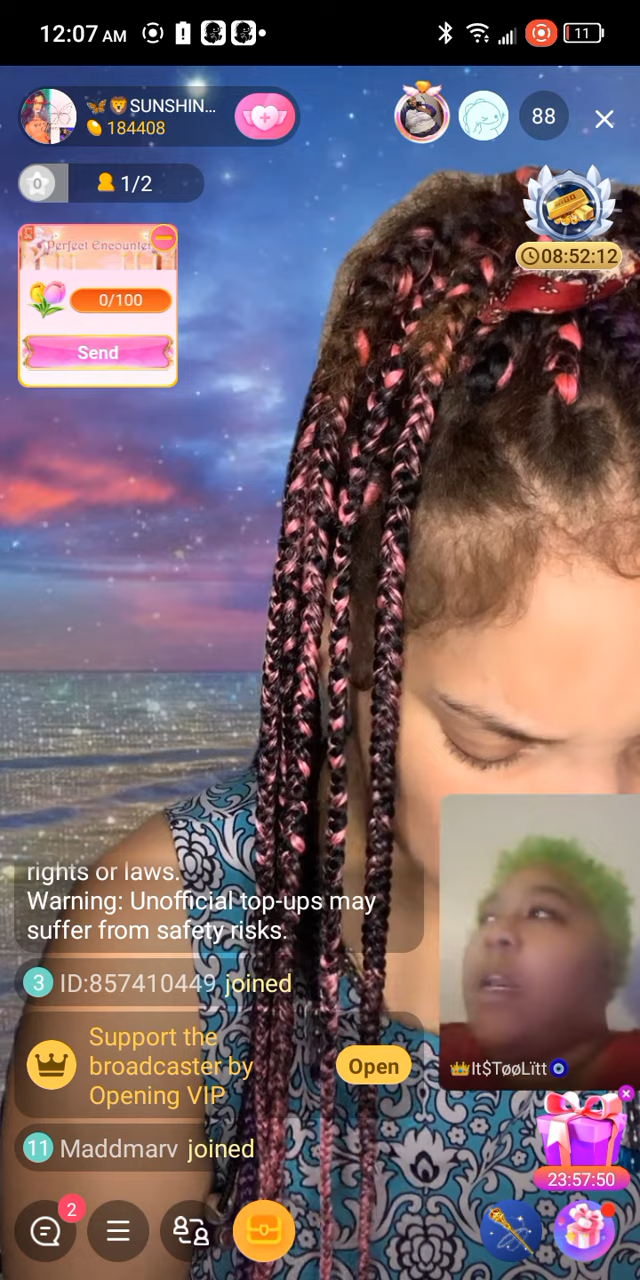 12:07 AM
11
🦋🦁SUNSHIN...
184408
88
0
1/2
08:52:12
Perfect Encounter
0/100
Send
rights or laws.
Warning: Unofficial top-ups may
suffer from safety risks.
3 ID:857410449 joined
Support the
broadcaster by
Opening VIP
Open
👑It$TøøLïtt🧿
11 Maddmarv joined
23:57:50
2